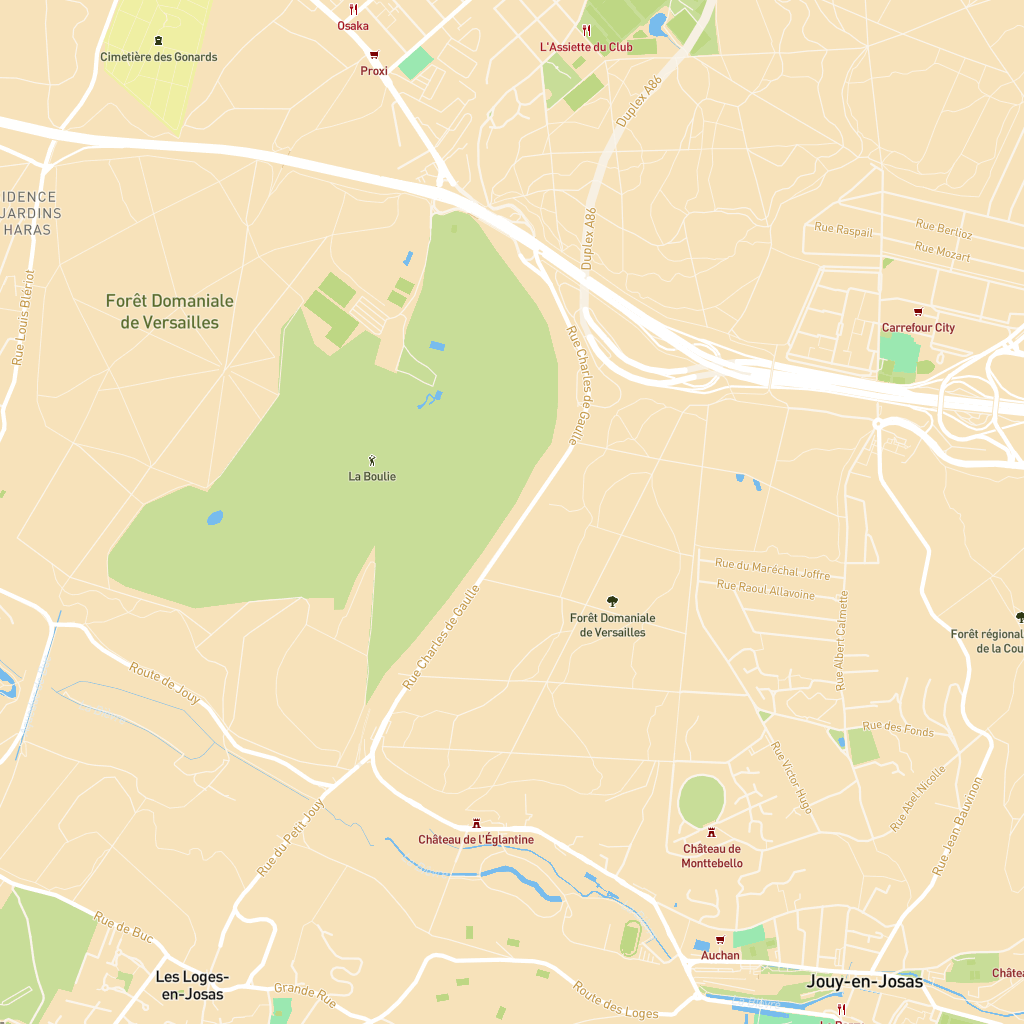 Osaka
Cimetière des Gonards
Proxi
L'Assiette du Club
Duplex A86
IDENCE
JARDINS
HARAS
Duplex A86
Rue Raspail
Rue Berlioz
Rue Mozart
Rue Louis Blériot
Forêt Domaniale
de Versailles
Carrefour City
Rue Charles de Gaulle
La Boulie
Rue du Maréchal Joffre
Rue Raoul Allavoine
Forêt Domaniale
de Versailles
Rue Albert Calmette
Forêt régional
de la Cou
Rue Charles de Gaulle
Route de Jouy
Rue des Fonds
Rue Victor Hugo
Rue Abel Nicolle
Rue Jean Bauvinon
Rue du Petit Jouy
Château de l'Églantine
Château de
Monttebello
Rue de Buc
Auchan
Les Loges-
en-Josas
Grande Rue
Route des Loges
Jouy-en-Josas
Châtea
La Bièvre